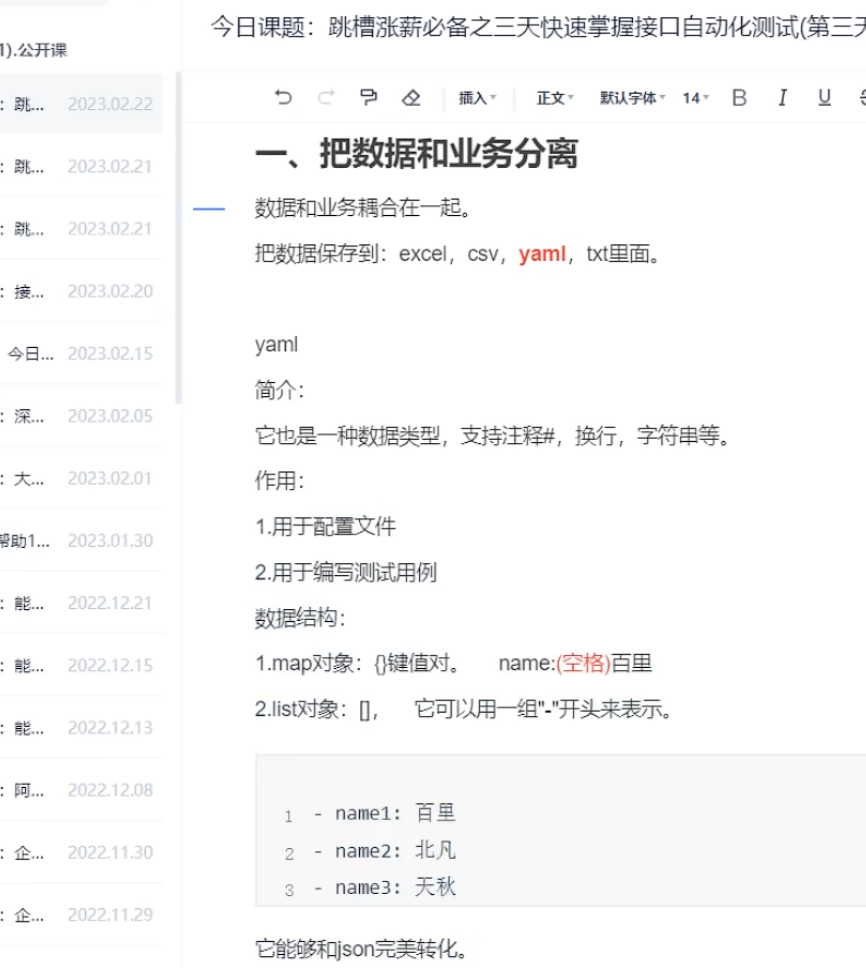 今日课题：跳槽涨薪必备之三天快速掌握接口自动化测试(第三
1).公开课
：跳... 2023.02.22
：跳... 2023.02.21
：跳... 2023.02.21
：接... 2023.02.20
今日... 2023.02.15
：深... 2023.02.05
：大... 2023.02.01
帮助1... 2023.01.30
：能... 2022.12.21
：能... 2022.12.15
：能... 2022.12.13
：阿... 2022.12.08
：企... 2022.11.30
：企... 2022.11.29
插入 正文 默认字体 14 B I U
一、把数据和业务分离
数据和业务耦合在一起。
把数据保存到：excel，csv，yaml，txt里面。
yaml
简介：
它也是一种数据类型，支持注释#，换行，字符串等。
作用：
1.用于配置文件
2.用于编写测试用例
数据结构：
1.map对象：{}键值对。 name:(空格)百里
2.list对象：[]， 它可以用一组"-"开头来表示。
1 - name1: 百里
2 - name2: 北凡
3 - name3: 天秋
它能够和json完美转化。